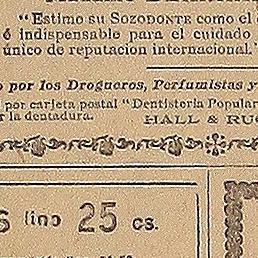 "Estimo su SOZODONTE como el
é indispensable para el cuidado
único de reputacion internacional."
por los Drogueros, Perfumistas y
por carjeta postal "Dentisteria Popular
la dentadura.
HALL & RU
25 cs.